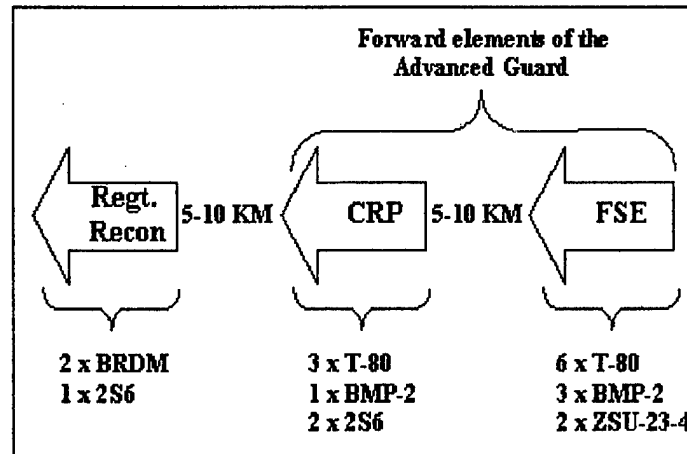 Forward elements of the
Advanced Guard
Regt.
Recon
5-10 KM
CRP
5-10 KM
FSE
2 x BRDM
1 x 2S6
3 x T-80
1 x BMP-2
2 x 2S6
6 x T-80
3 x BMP-2
2 x ZSU-23-4